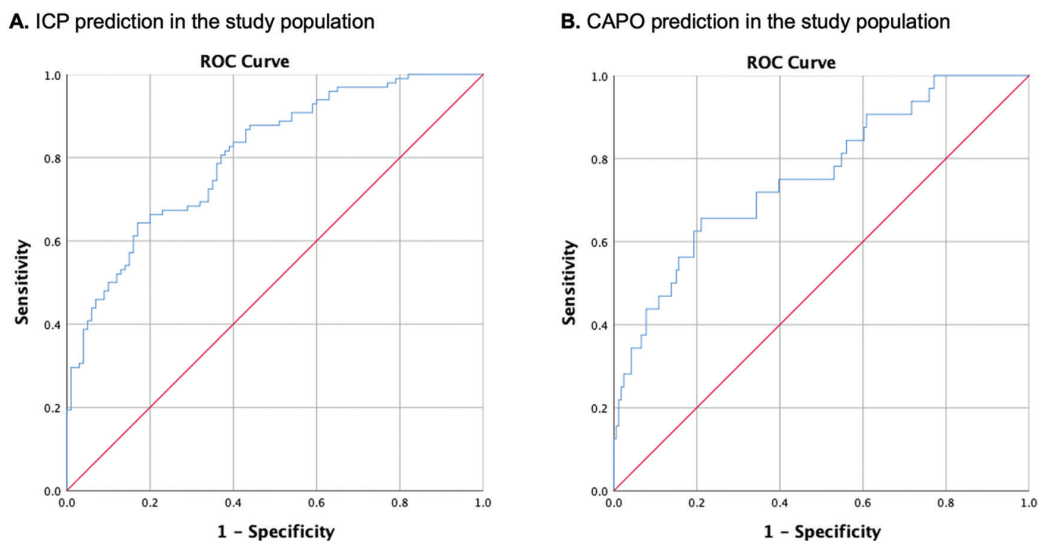 A. ICP prediction in the study population
ROC Curve
1.0
0.8
0.6
0.4
0.2
0.0
Sensitivity
0.0 0.2 0.4 0.6 0.8 1.0
1 – Specificity
B. CAPO prediction in the study population
ROC Curve
1.0
0.8
0.6
0.4
0.2
0.0
Sensitivity
0.0 0.2 0.4 0.6 0.8 1.0
1 – Specificity